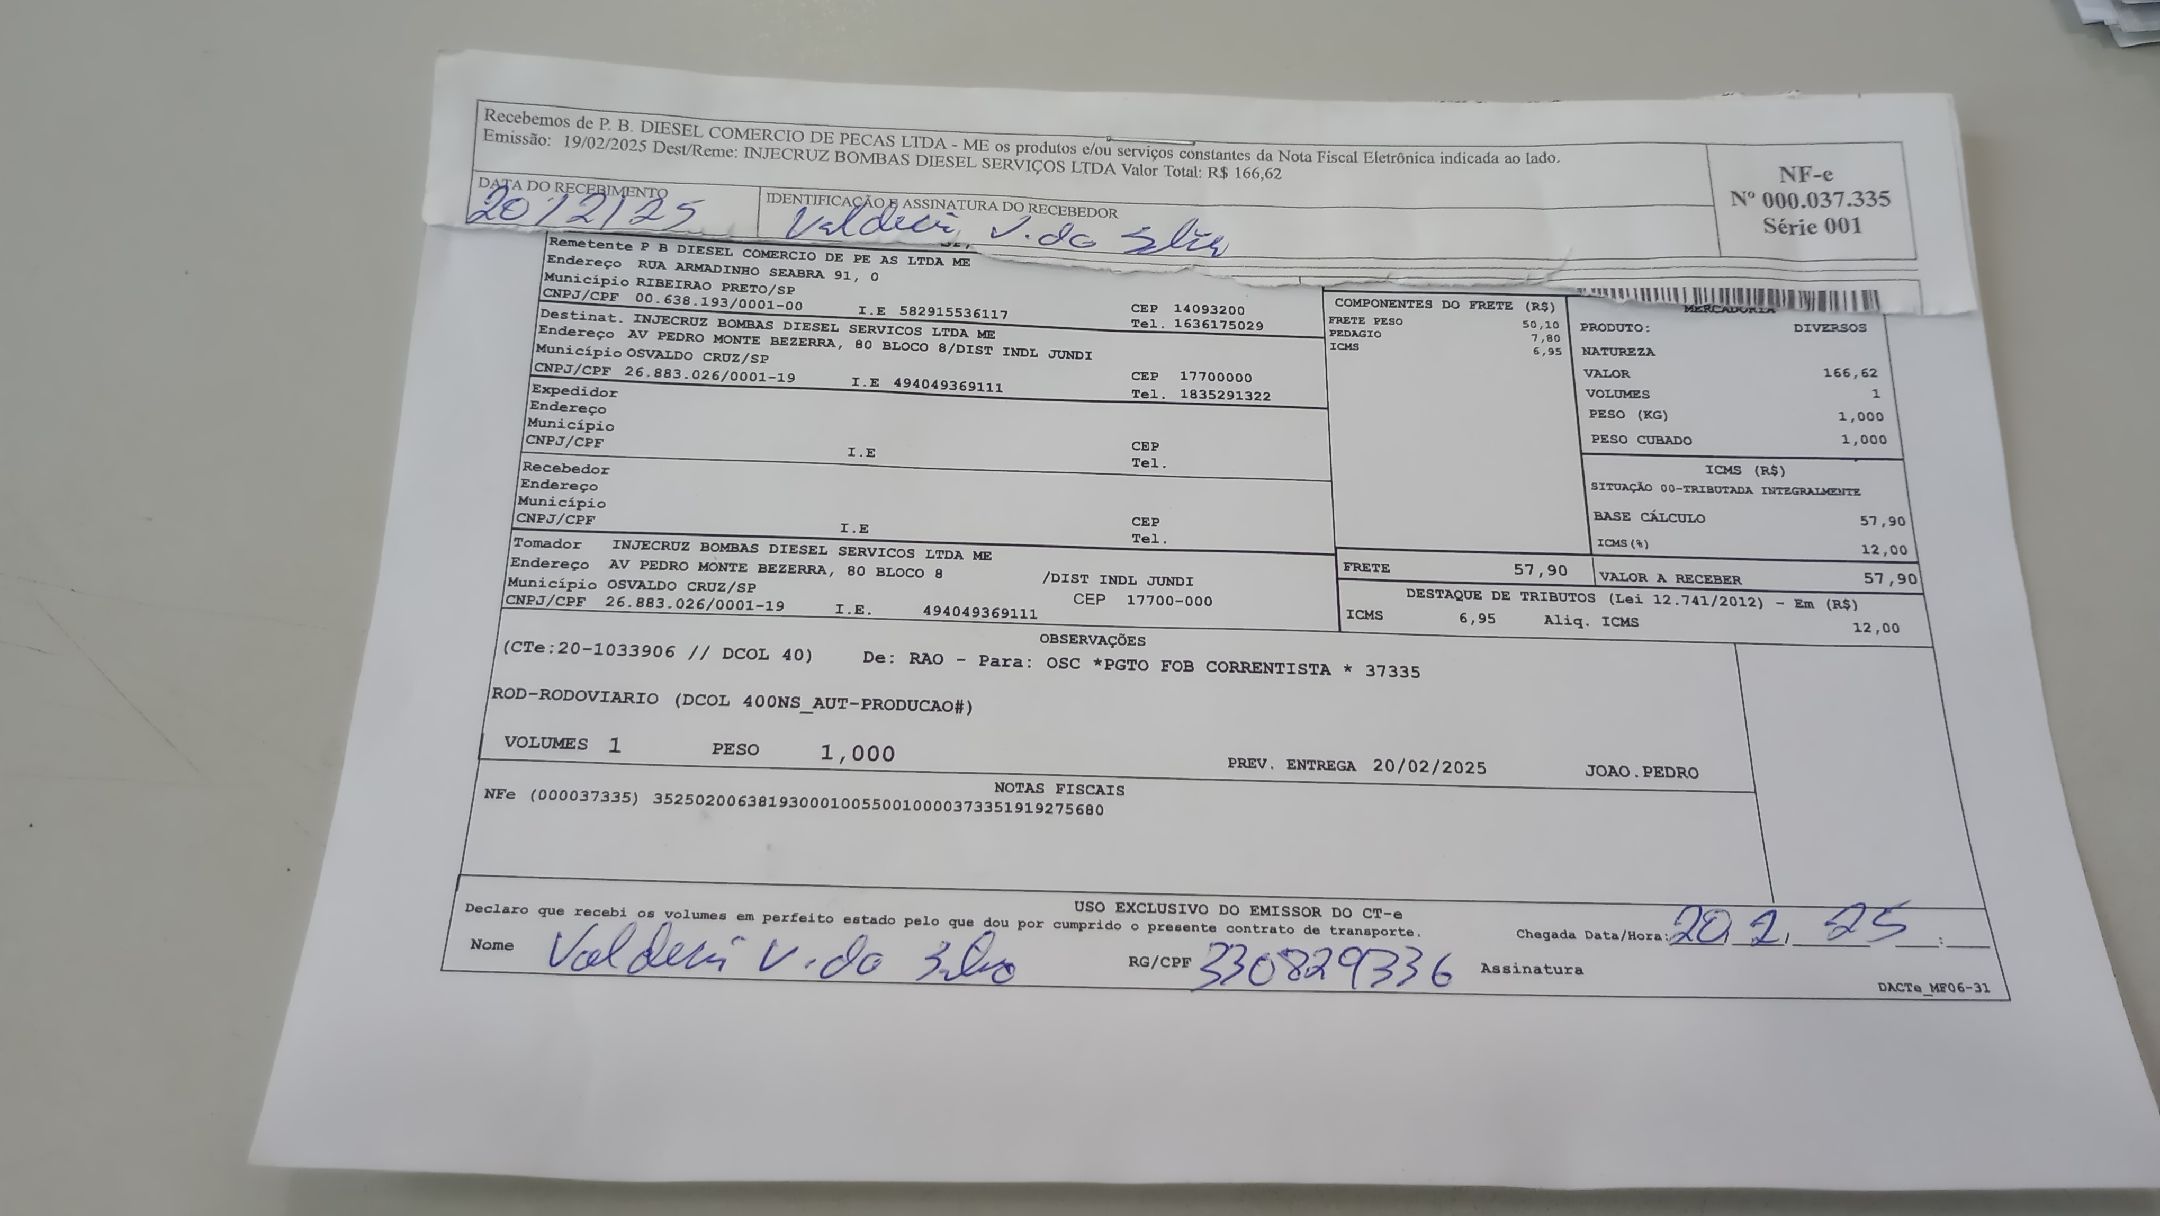 Recebemos de P. B. DIESEL COMERCIO DE PECAS LTDA - ME os produtos e/ou serviços constantes da Nota Fiscal Eletrônica indicada ao lado.
Emissão: 19/02/2025 Dest/Reme: INJECRUZ BOMBAS DIESEL SERVIÇOS LTDA Valor Total: R$ 166,62
NF-e
Nº 000.037.335
Série 001
DATA DO RECEBIMENTO
20/2/25
IDENTIFICAÇÃO E ASSINATURA DO RECEBEDOR
Valdeci V. da Silva
Remetente P B DIESEL COMERCIO DE PE AS LTDA ME
Endereço RUA ARMADINHO SEABRA 91, 0
Município RIBEIRAO PRETO/SP
CEP 14093200
CNPJ/CPF 00.638.193/0001-00 I.E 582915536117 Tel. 1636175029
Destinat. INJECRUZ BOMBAS DIESEL SERVICOS LTDA ME
Endereço AV PEDRO MONTE BEZERRA, 80 BLOCO 8/DIST INDL JUNDI
Município OSVALDO CRUZ/SP CEP 17700000
CNPJ/CPF 26.883.026/0001-19 I.E 494049369111 Tel. 1835291322
Expedidor
Endereço
Município CEP
CNPJ/CPF I.E Tel.
Recebedor
Endereço
Município CEP
CNPJ/CPF I.E Tel.
Tomador INJECRUZ BOMBAS DIESEL SERVICOS LTDA ME
Endereço AV PEDRO MONTE BEZERRA, 80 BLOCO 8 /DIST INDL JUNDI
Município OSVALDO CRUZ/SP CEP 17700-000
CNPJ/CPF 26.883.026/0001-19 I.E. 494049369111
COMPONENTES DO FRETE (R$)
FRETE PESO 50,10
PEDAGIO 7,80
ICMS 6,95
MERCADORIA
PRODUTO: DIVERSOS
NATUREZA
VALOR 166,62
VOLUMES 1
PESO (KG) 1,000
PESO CUBADO 1,000
ICMS (R$)
SITUAÇÃO 00-TRIBUTADA INTEGRALMENTE
BASE CÁLCULO 57,90
ICMS(%) 12,00
FRETE 57,90 VALOR A RECEBER 57,90
DESTAQUE DE TRIBUTOS (Lei 12.741/2012) - Em (R$)
ICMS 6,95 Aliq. ICMS 12,00
OBSERVAÇÕES
(CTe:20-1033906 // DCOL 40) De: RAO - Para: OSC *PGTO FOB CORRENTISTA * 37335
ROD-RODOVIARIO (DCOL 400NS_AUT-PRODUCAO#)
VOLUMES 1 PESO 1,000 PREV. ENTREGA 20/02/2025 JOAO.PEDRO
NOTAS FISCAIS
NFe (000037335) 35250200638193000100550010000373351919275680
USO EXCLUSIVO DO EMISSOR DO CT-e
Declaro que recebi os volumes em perfeito estado pelo que dou por cumprido o presente contrato de transporte.
Chegada Data/Hora: 20 2 25 :
Nome Valdeci V. da Silva RG/CPF 330829336 Assinatura
DACTe_MF06-31